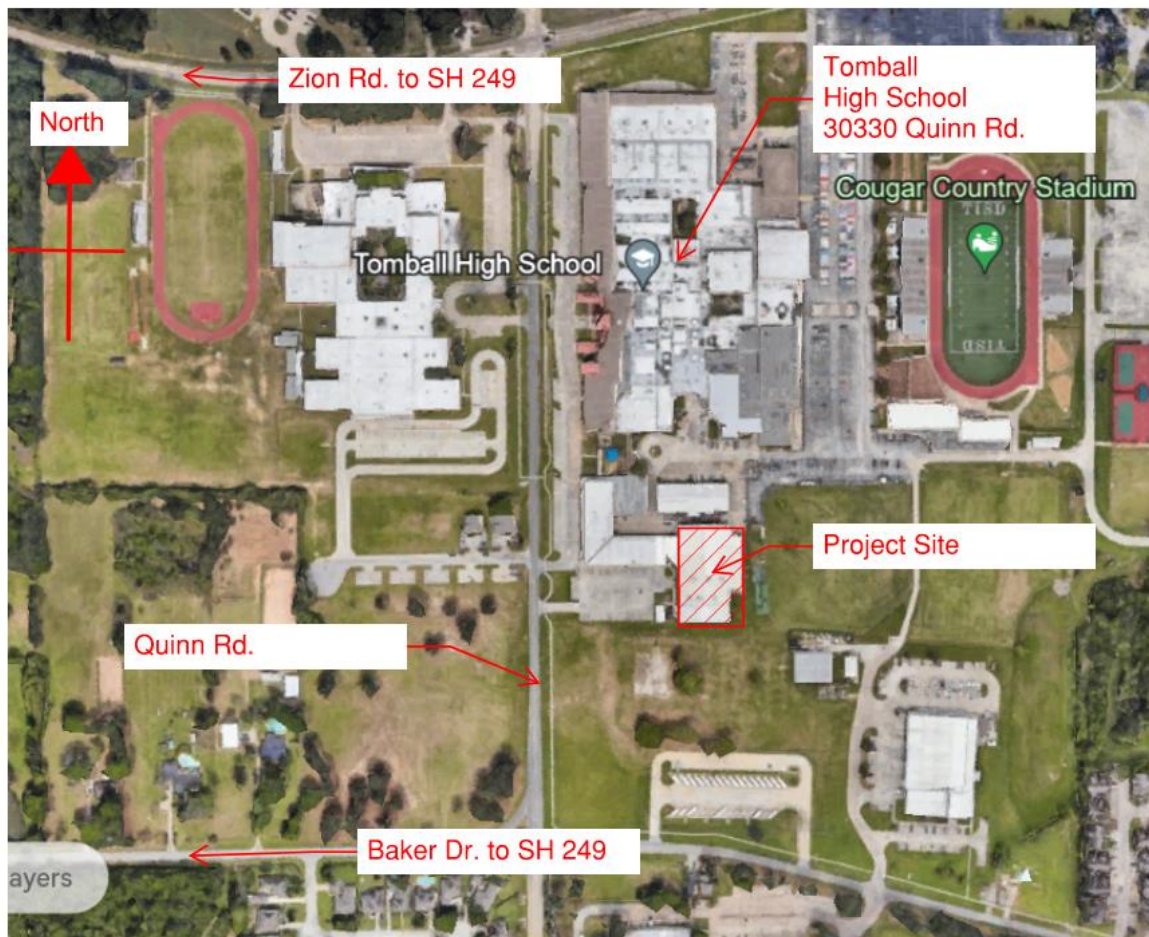 Zion Rd. to SH 249
Tomball
High School
30330 Quinn Rd.
North
Cougar Country Stadium
TISD
Tomball High School
TISD
Project Site
Quinn Rd.
Baker Dr. to SH 249
ayers